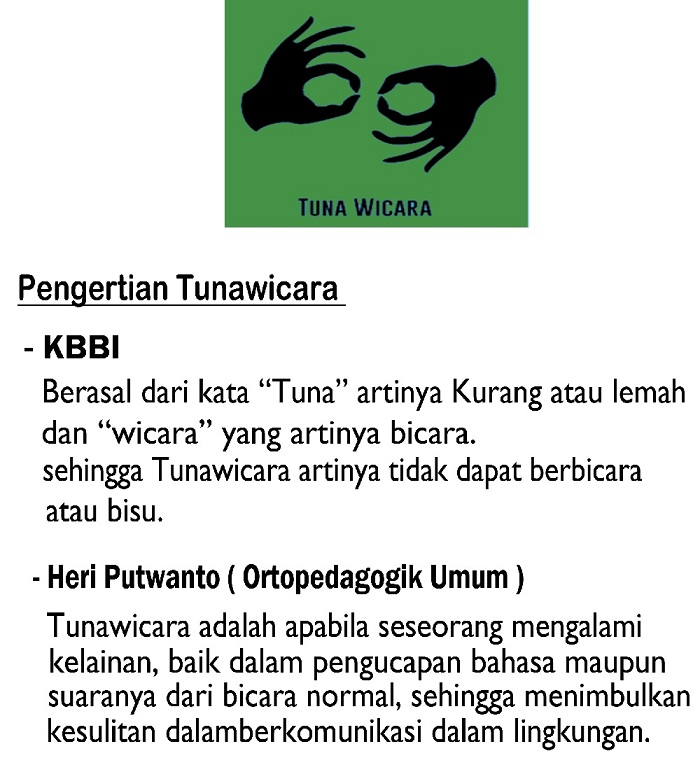 TUNA WICARA
Pengertian Tunawicara
- KBBI
Berasal dari kata “Tuna” artinya Kurang atau lemah
dan “wicara” yang artinya bicara.
sehingga Tunawicara artinya tidak dapat berbicara
atau bisu.
- Heri Putwanto ( Ortopedagogik Umum )
Tunawicara adalah apabila seseorang mengalami
kelainan, baik dalam pengucapan bahasa maupun
suaranya dari bicara normal, sehingga menimbulkan
kesulitan dalamberkomunikasi dalam lingkungan.